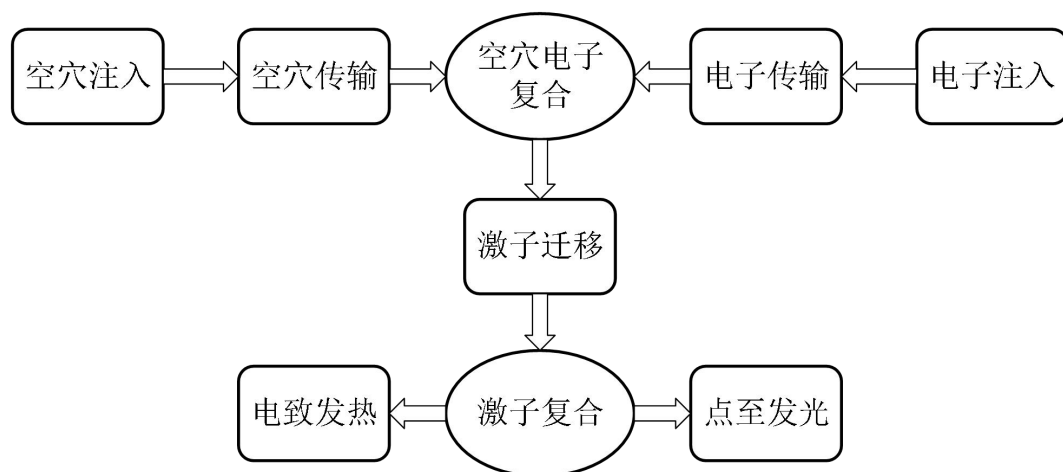 空穴注入
空穴传输
空穴电子
复合
电子传输
电子注入
激子迁移
电致发热
激子复合
点至发光